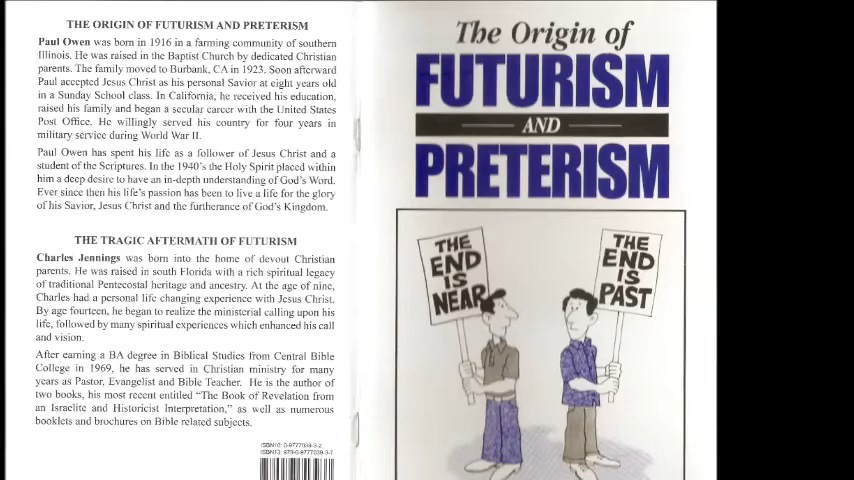 THE ORIGIN OF FUTURISM AND PRETERISM
Paul Owen was born in 1916 in a farming community of southern
Illinois. He was raised in the Baptist Church by dedicated Christian
parents. The family moved to Burbank, CA in 1923. Soon afterward
Paul accepted Jesus Christ as his personal Savior at eight years old
in a Sunday School class. In California, he received his education,
raised his family and began a secular career with the United States
Post Office. He willingly served his country for four years in
military service during World War II.
Paul Owen has spent his life as a follower of Jesus Christ and a
student of the Scriptures. In the 1940's the Holy Spirit placed within
him a deep desire to have an in-depth understanding of God's Word.
Ever since then his life's passion has been to live a life for the glory
of his Savior, Jesus Christ and the furtherance of God's Kingdom.
THE TRAGIC AFTERMATH OF FUTURISM
Charles Jennings was born into the home of devout Christian
parents. He was raised in south Florida with a rich spiritual legacy
of traditional Pentecostal heritage and ancestry. At the age of nine,
Charles had a personal life changing experience with Jesus Christ.
By age fourteen, he began to realize the ministerial calling upon his
life, followed by many spiritual experiences which enhanced his call
and vision.
After earning a BA degree in Biblical Studies from Central Bible
College in 1969, he has served in Christian ministry for many
years as Pastor, Evangelist and Bible Teacher. He is the author of
two books, his most recent entitled “The Book of Revelation from
an Israelite and Historicist Interpretation,” as well as numerous
booklets and brochures on Bible related subjects.
ISBN10: 0-9777039-3-2
ISBN13: 978-0-9777039-3-7
The Origin of
FUTURISM
AND
PRETERISM
THE
END
IS
NEAR
THE
END
IS
PAST